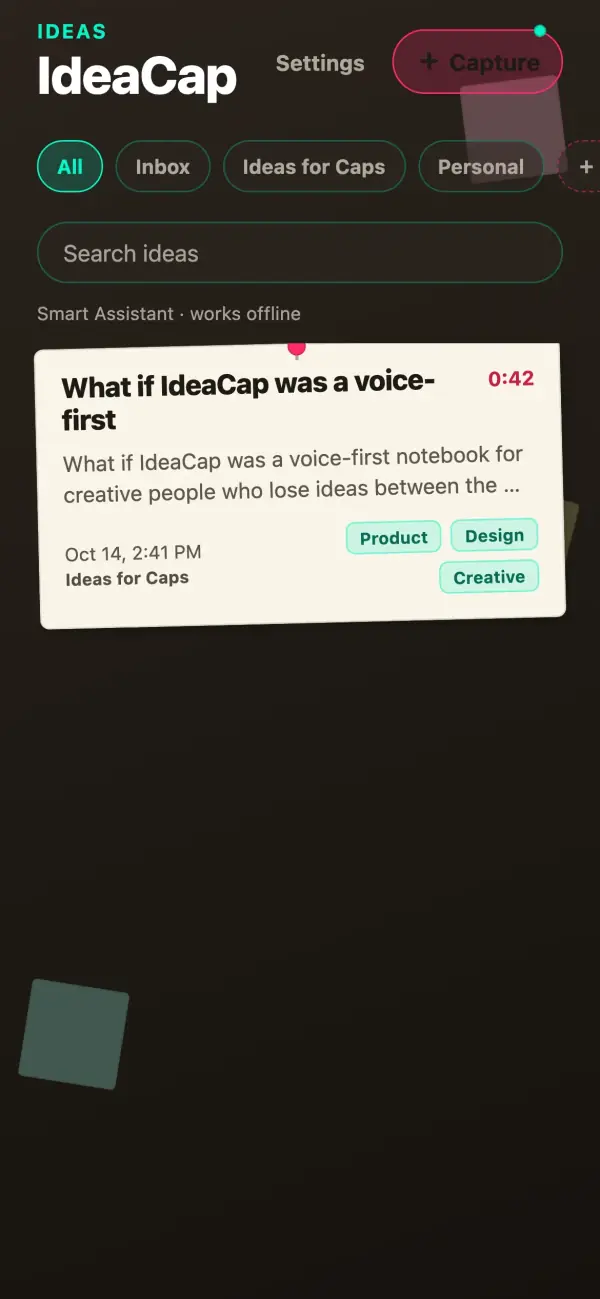 IDEAS
IdeaCap
Settings
+ Capture
All
Inbox
Ideas for Caps
Personal
+
Search ideas
Smart Assistant · works offline
What if IdeaCap was a voice-
first
0:42
What if IdeaCap was a voice-first notebook for
creative people who lose ideas between the ...
Oct 14, 2:41 PM
Ideas for Caps
Product
Design
Creative